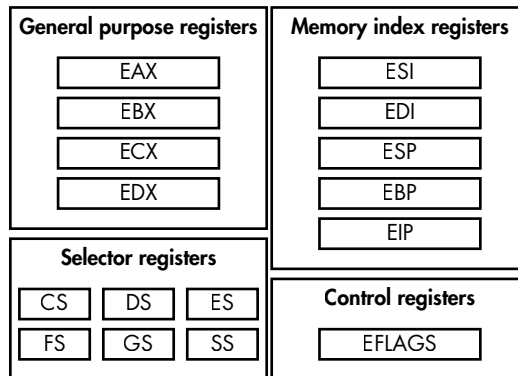 General purpose registers
EAX
EBX
ECX
EDX
Memory index registers
ESI
EDI
ESP
EBP
EIP
Selector registers
CS DS ES
FS GS SS
Control registers
EFLAGS